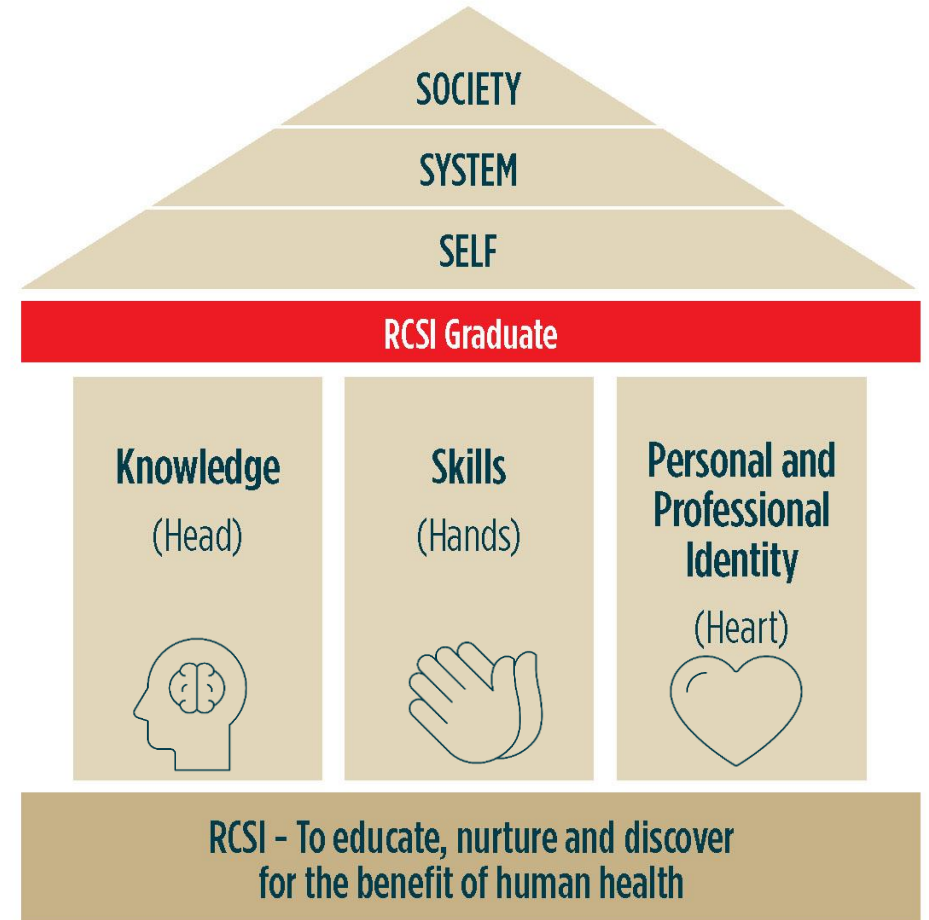 SOCIETY
SYSTEM
SELF
RCSI Graduate
Knowledge
(Head)
Skills
(Hands)
Personal and
Professional
Identity
(Heart)
RCSI - To educate, nurture and discover
for the benefit of human health